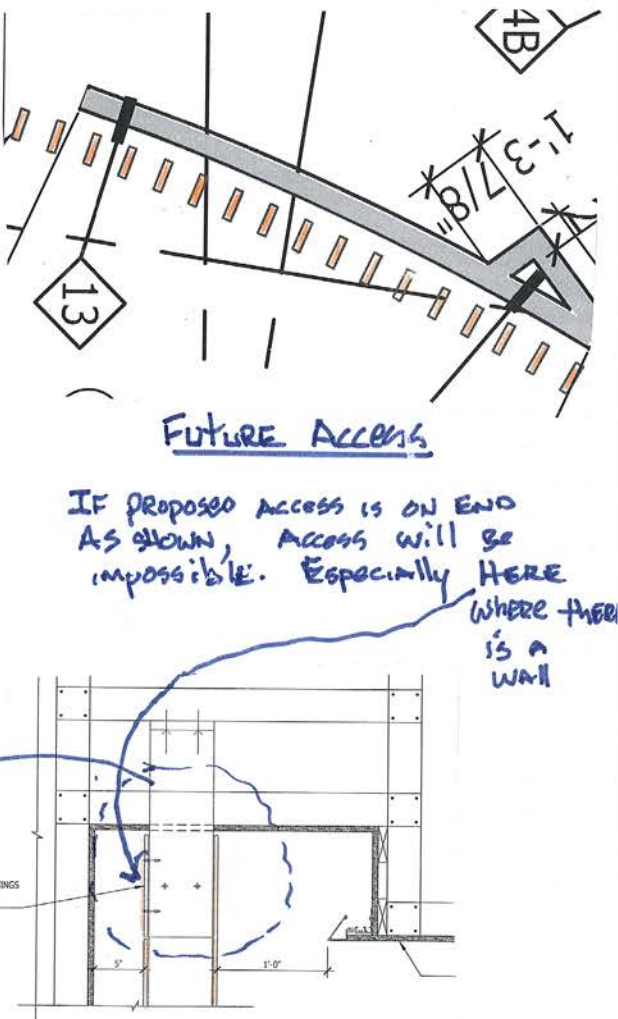 4B
1'-3
7/8"
13
FUTURE ACCESS
IF PROPOSED ACCESS IS ON END
AS SHOWN, ACCESS WILL BE
IMPOSSIBLE. ESPECIALLY HERE
WHERE THER
IS A
WALL
INGS
5"
1'-0"